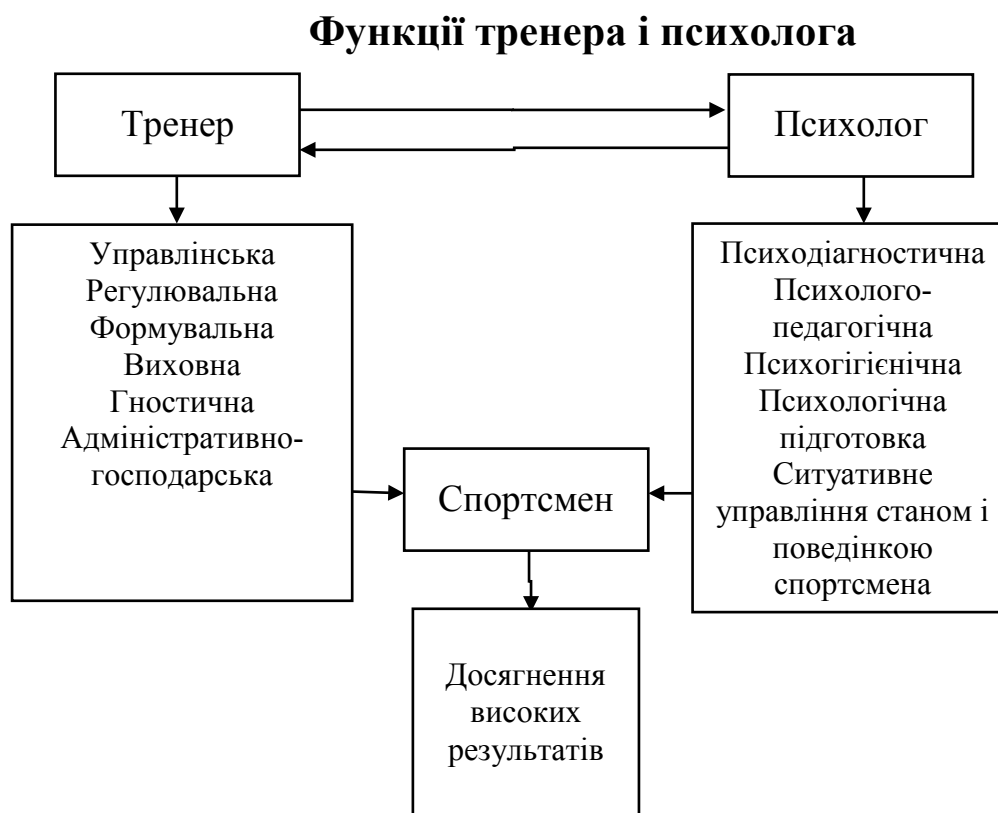 Функції тренера і психолога
Тренер
Психолог
Управлінська
Регулювальна
Формувальна
Виховна
Гностична
Адміністративно-
господарська
Психодіагностична
Психолого-
педагогічна
Психогігієнічна
Психологічна
підготовка
Ситуативне
управління станом і
поведінкою
спортсмена
Спортсмен
Досягнення
високих
результатів